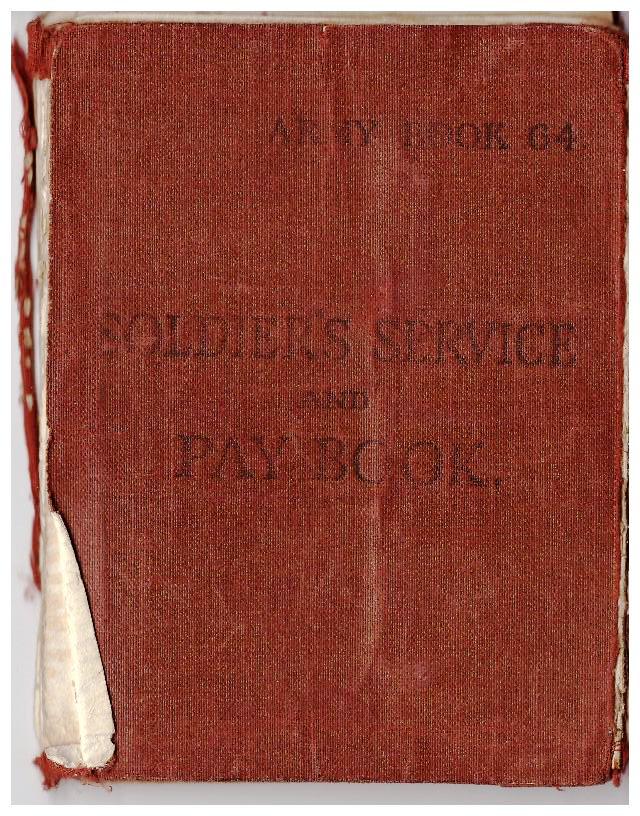 ARMY BOOK 64.
SOLDIER'S SERVICE
AND
PAY BOOK.